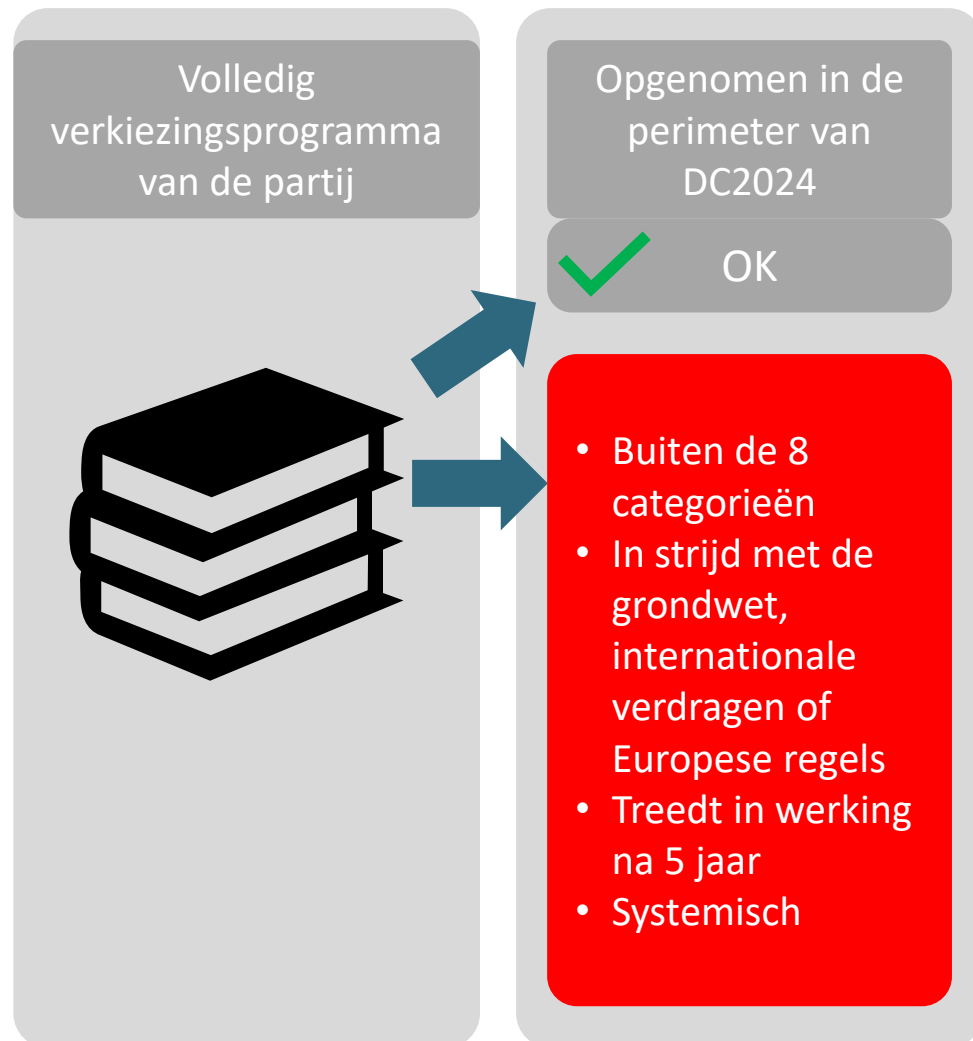 Volledig
verkiezingsprogramma
van de partij
Opgenomen in de
perimeter van
DC2024
OK
• Buiten de 8
categorieën
• In strijd met de
grondwet,
internationale
verdragen of
Europese regels
• Treedt in werking
na 5 jaar
• Systemisch